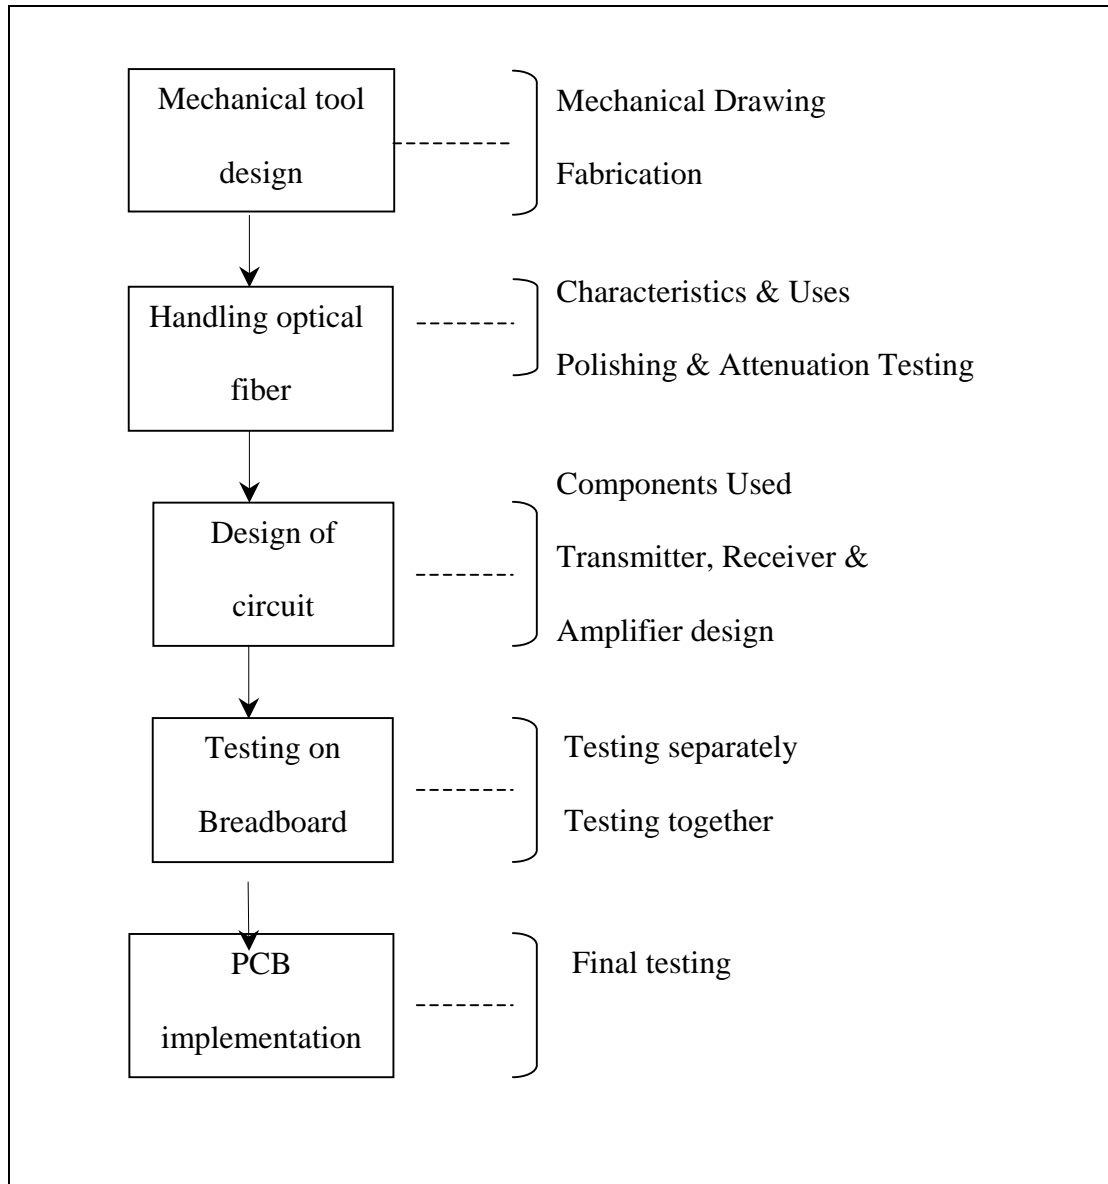 Mechanical tool
design
Mechanical Drawing
Fabrication
Handling optical
fiber
Characteristics & Uses
Polishing & Attenuation Testing
Design of
circuit
Components Used
Transmitter, Receiver &
Amplifier design
Testing on
Breadboard
Testing separately
Testing together
PCB
implementation
Final testing